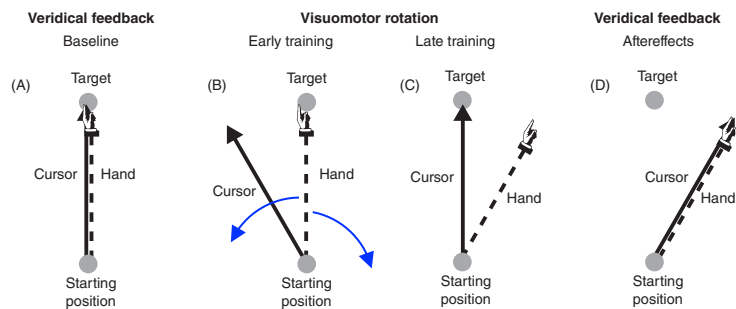 Veridical feedback
Visuomotor rotation
Veridical feedback
Baseline
Early training
Late training
Aftereffects
(A)
Target
(B)
Target
(C)
Target
(D)
Target
Cursor
Hand
Cursor
Hand
Cursor
Hand
Cursor
Hand
Starting
position
Starting
position
Starting
position
Starting
position